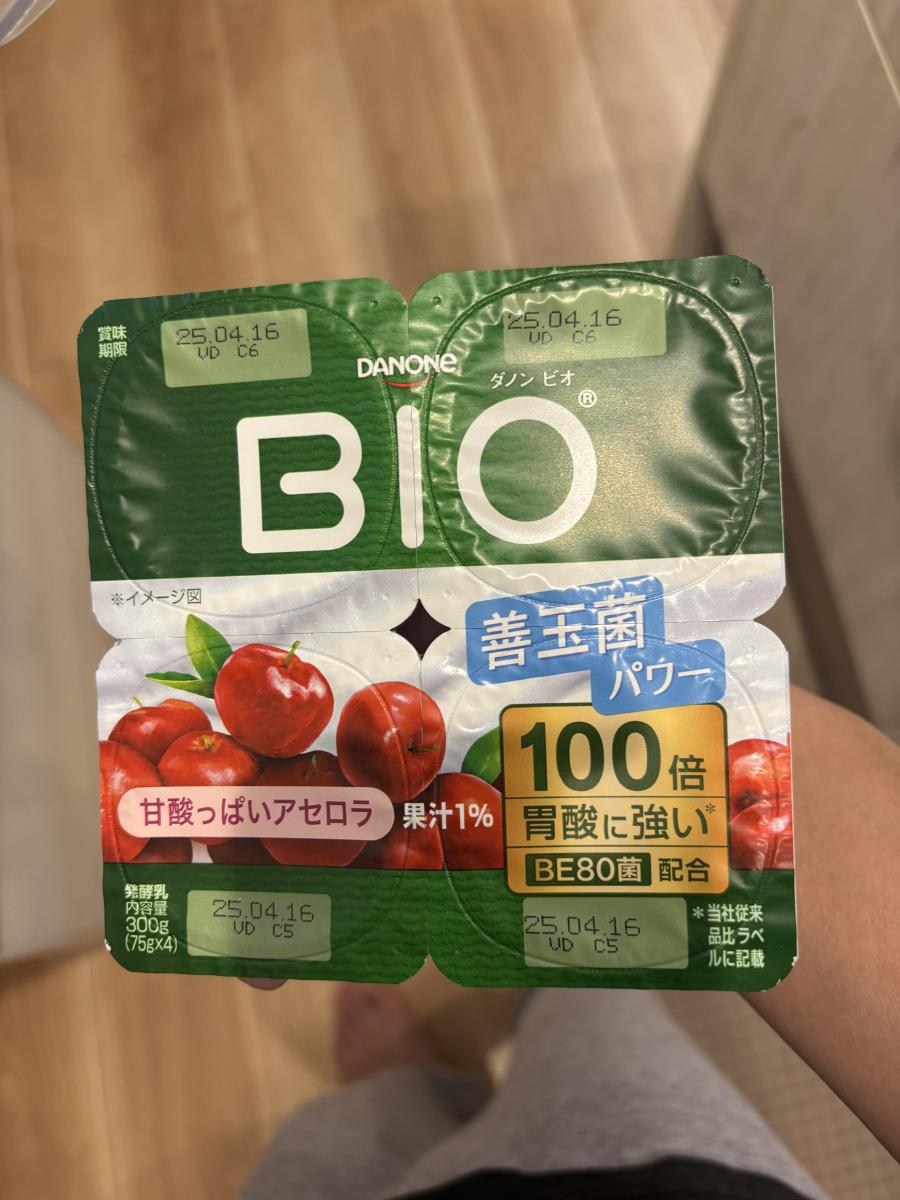 賞味
期限
25.04.16
VD C6
25.04.16
VD C6
DANONE
ダノン ビオ
BIO®
※イメージ図
善玉菌
パワー
100倍
胃酸に強い*
BE80菌 配合
甘酸っぱいアセロラ
果汁1%
発酵乳
内容量
300g
(75g×4)
25.04.16
VD C5
25.04.16
VD C5
*当社従来
品比ラベ
ルに記載